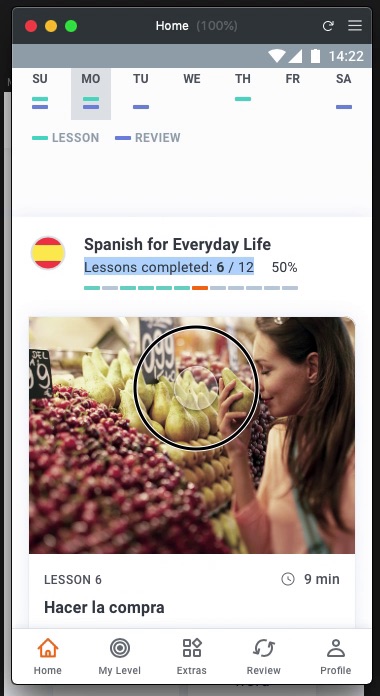 Home (100%)
14:22
SU MO TU WE TH FR SA
LESSON REVIEW
Spanish for Everyday Life
Lessons completed: 6 / 12 50%
DEL
LESSON 6 9 min
Hacer la compra
Home My Level Extras Review Profile